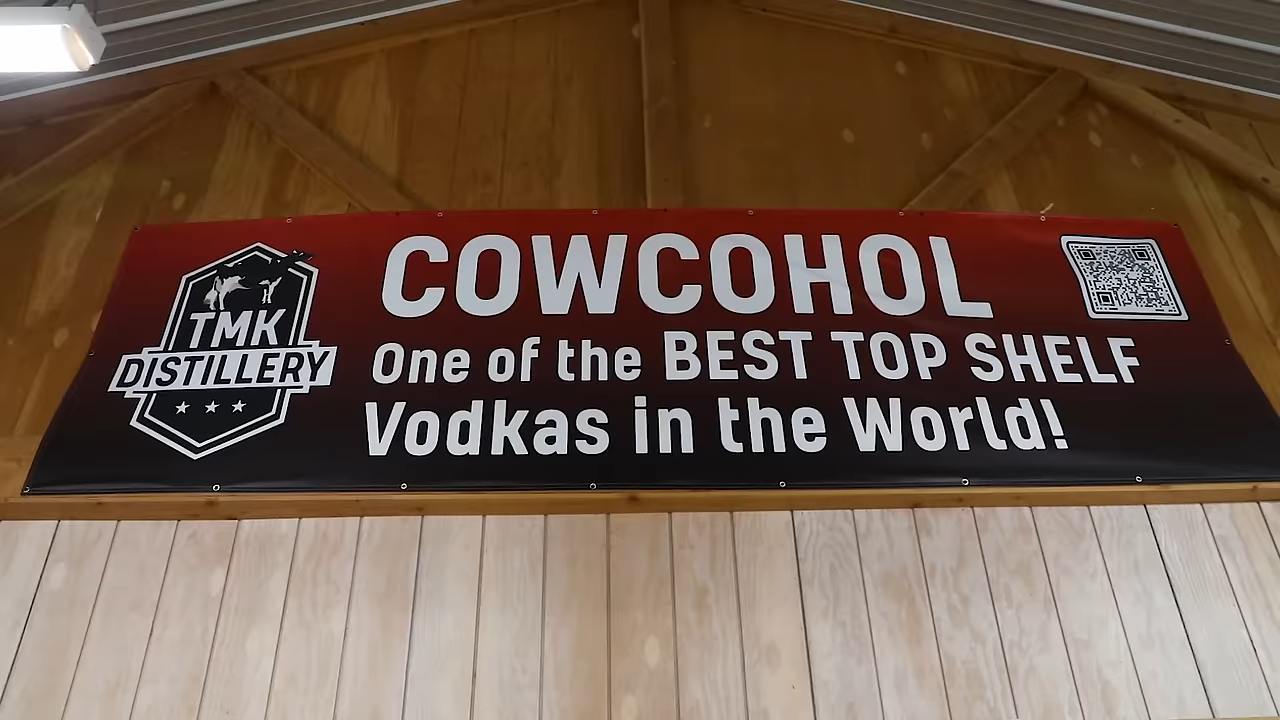 TMK
DISTILLERY
COWCOHOL
One of the BEST TOP SHELF
Vodkas in the World!